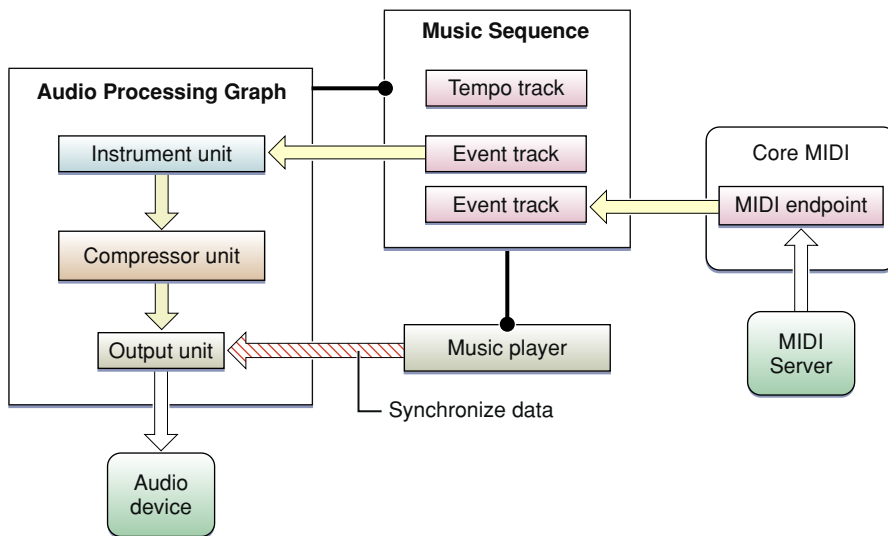 Music Sequence
Audio Processing Graph
Tempo track
Instrument unit
Event track
Core MIDI
Event track
MIDI endpoint
Compressor unit
Output unit
Music player
MIDI
Server
Synchronize data
Audio
device